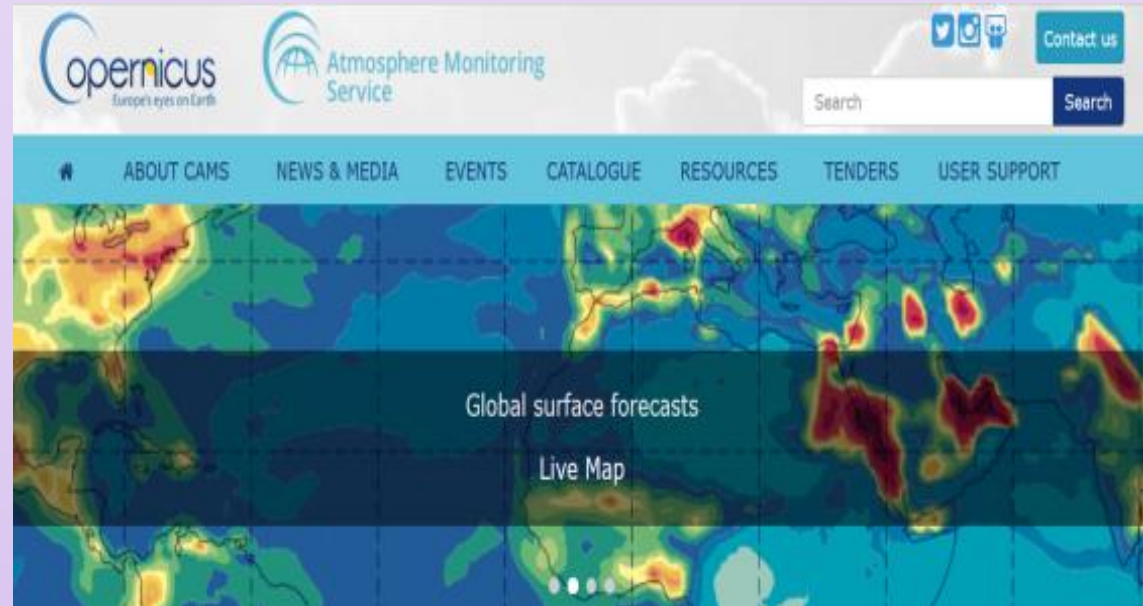 Copernicus
Europe's eyes on Earth
Atmosphere Monitoring
Service
Contact us
Search
Search
ABOUT CAMS
NEWS & MEDIA
EVENTS
CATALOGUE
RESOURCES
TENDERS
USER SUPPORT
Global surface forecasts
Live Map